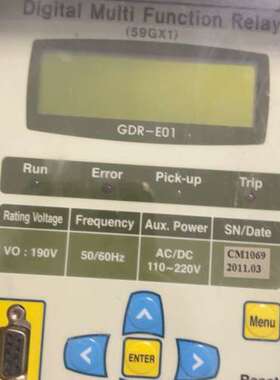 Digital Multi Function Relay
(59GX1)
GDR-E01
Run Error Pick-up Trip
Rating Voltage Frequency Aux. Power SN/Date
VO : 190V 50/60Hz AC/DC 110~220V CM1069 2011.03
Menu
ENTER